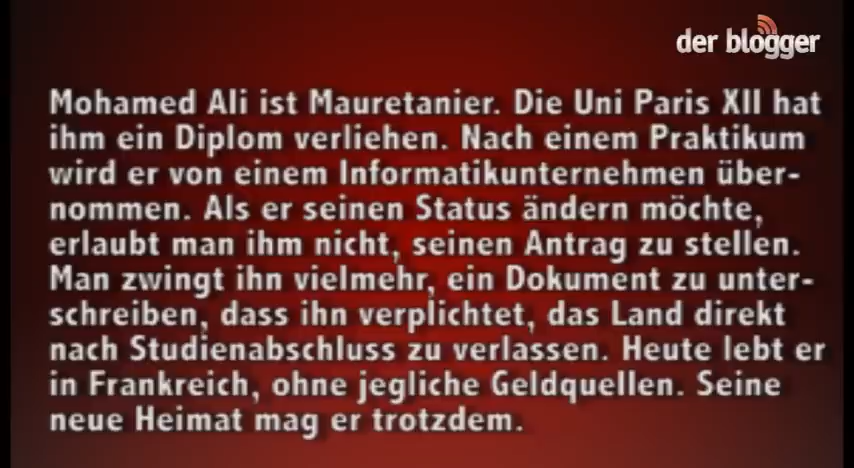 der blogger
Mohamed Ali ist Mauretanier. Die Uni Paris XII hat
ihm ein Diplom verliehen. Nach einem Praktikum
wird er von einem Informatikunternehmen über-
nommen. Als er seinen Status ändern möchte,
erlaubt man ihm nicht, seinen Antrag zu stellen.
Man zwingt ihn vielmehr, ein Dokument zu unter-
schreiben, dass ihn verplichtet, das Land direkt
nach Studienabschluss zu verlassen. Heute lebt er
in Frankreich, ohne jegliche Geldquellen. Seine
neue Heimat mag er trotzdem.